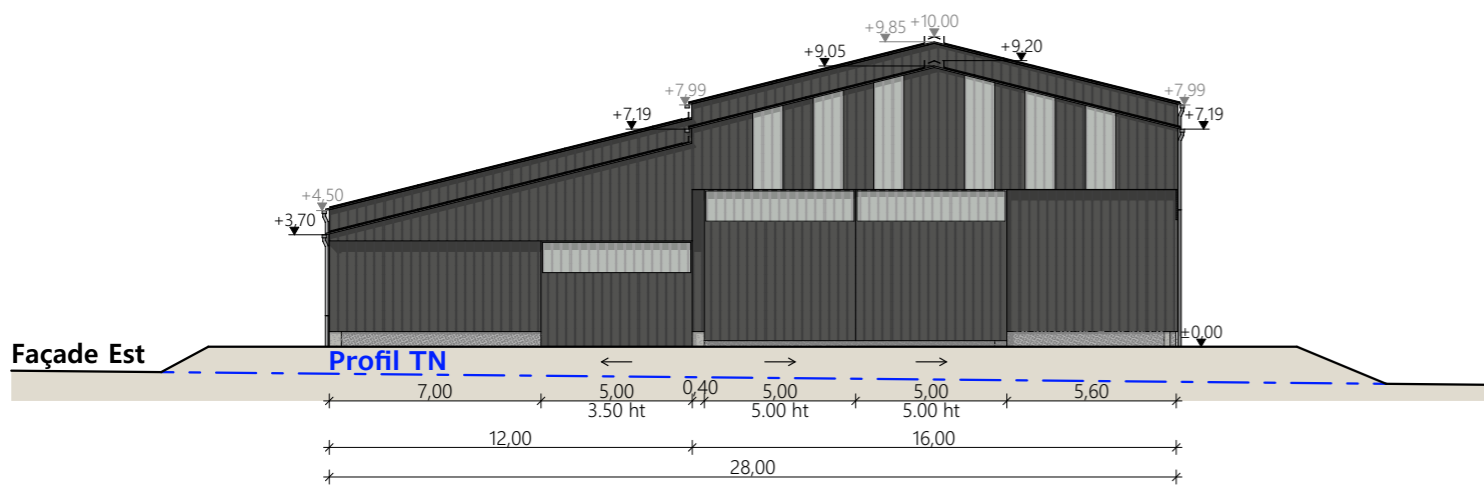 +9,85 +10,00
+9,05 +9,20
+7,99 +7,99
+7,19 +7,19
+4,50
+3,70
±0,00
Façade Est
Profil TN
7,00 5,00 0,40 5,00 5,00 5,60
3.50 ht 5.00 ht 5.00 ht
12,00 16,00
28,00